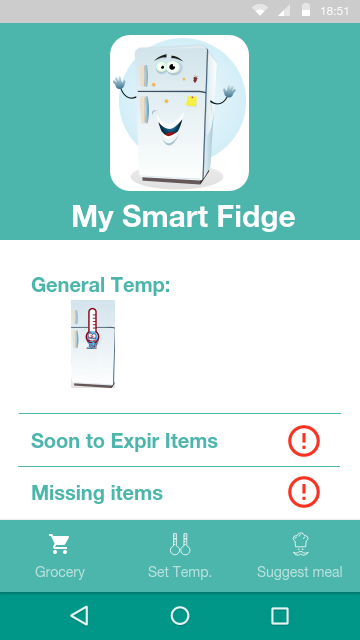 18:51
My Smart Fidge
General Temp:
Soon to Expir Items
Missing items
Grocery
Set Temp.
Suggest meal